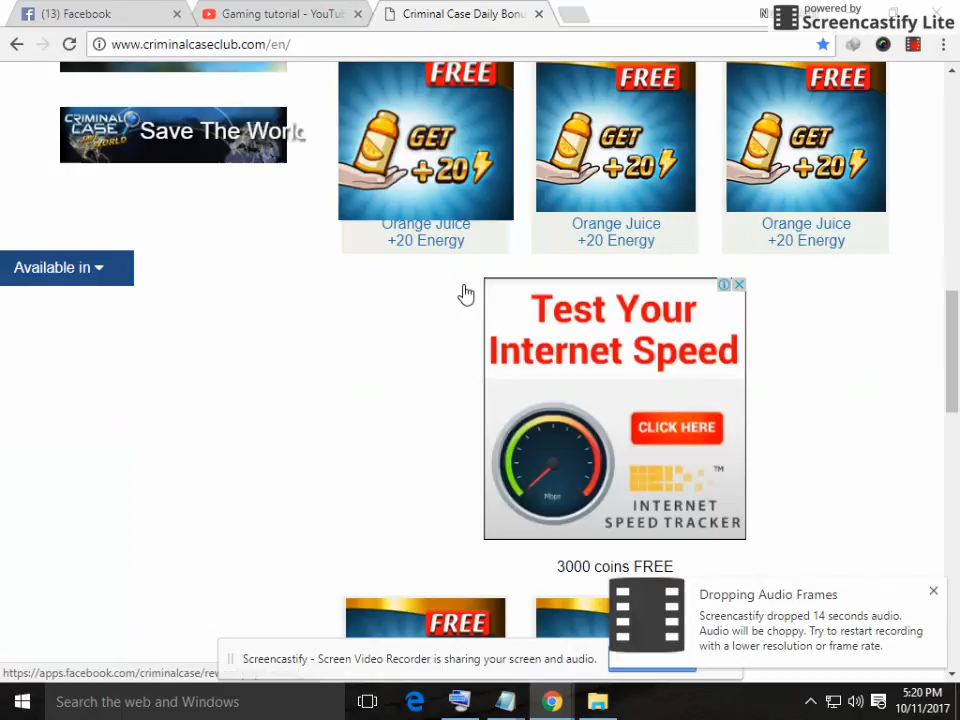 (13) Facebook
Gaming tutorial - YouTub
Criminal Case Daily Bonu
powered by
Screencastify Lite
www.criminalcaseclub.com/en/
CRIMINAL CASE
Save The World
Available in
FREE
GET
+20
Orange Juice
+20 Energy
FREE
GET
+20
Orange Juice
+20 Energy
FREE
GET
+20
Orange Juice
+20 Energy
Test Your
Internet Speed
CLICK HERE
Mbps
TM
INTERNET
SPEED TRACKER
3000 coins FREE
FREE
Dropping Audio Frames
Screencastify dropped 14 seconds audio.
Audio will be choppy. Try to restart recording
with a lower resolution or frame rate.
Screencastify - Screen Video Recorder is sharing your screen and audio.
https://apps.facebook.com/criminalcase/rew
Search the web and Windows
5:20 PM
10/11/2017